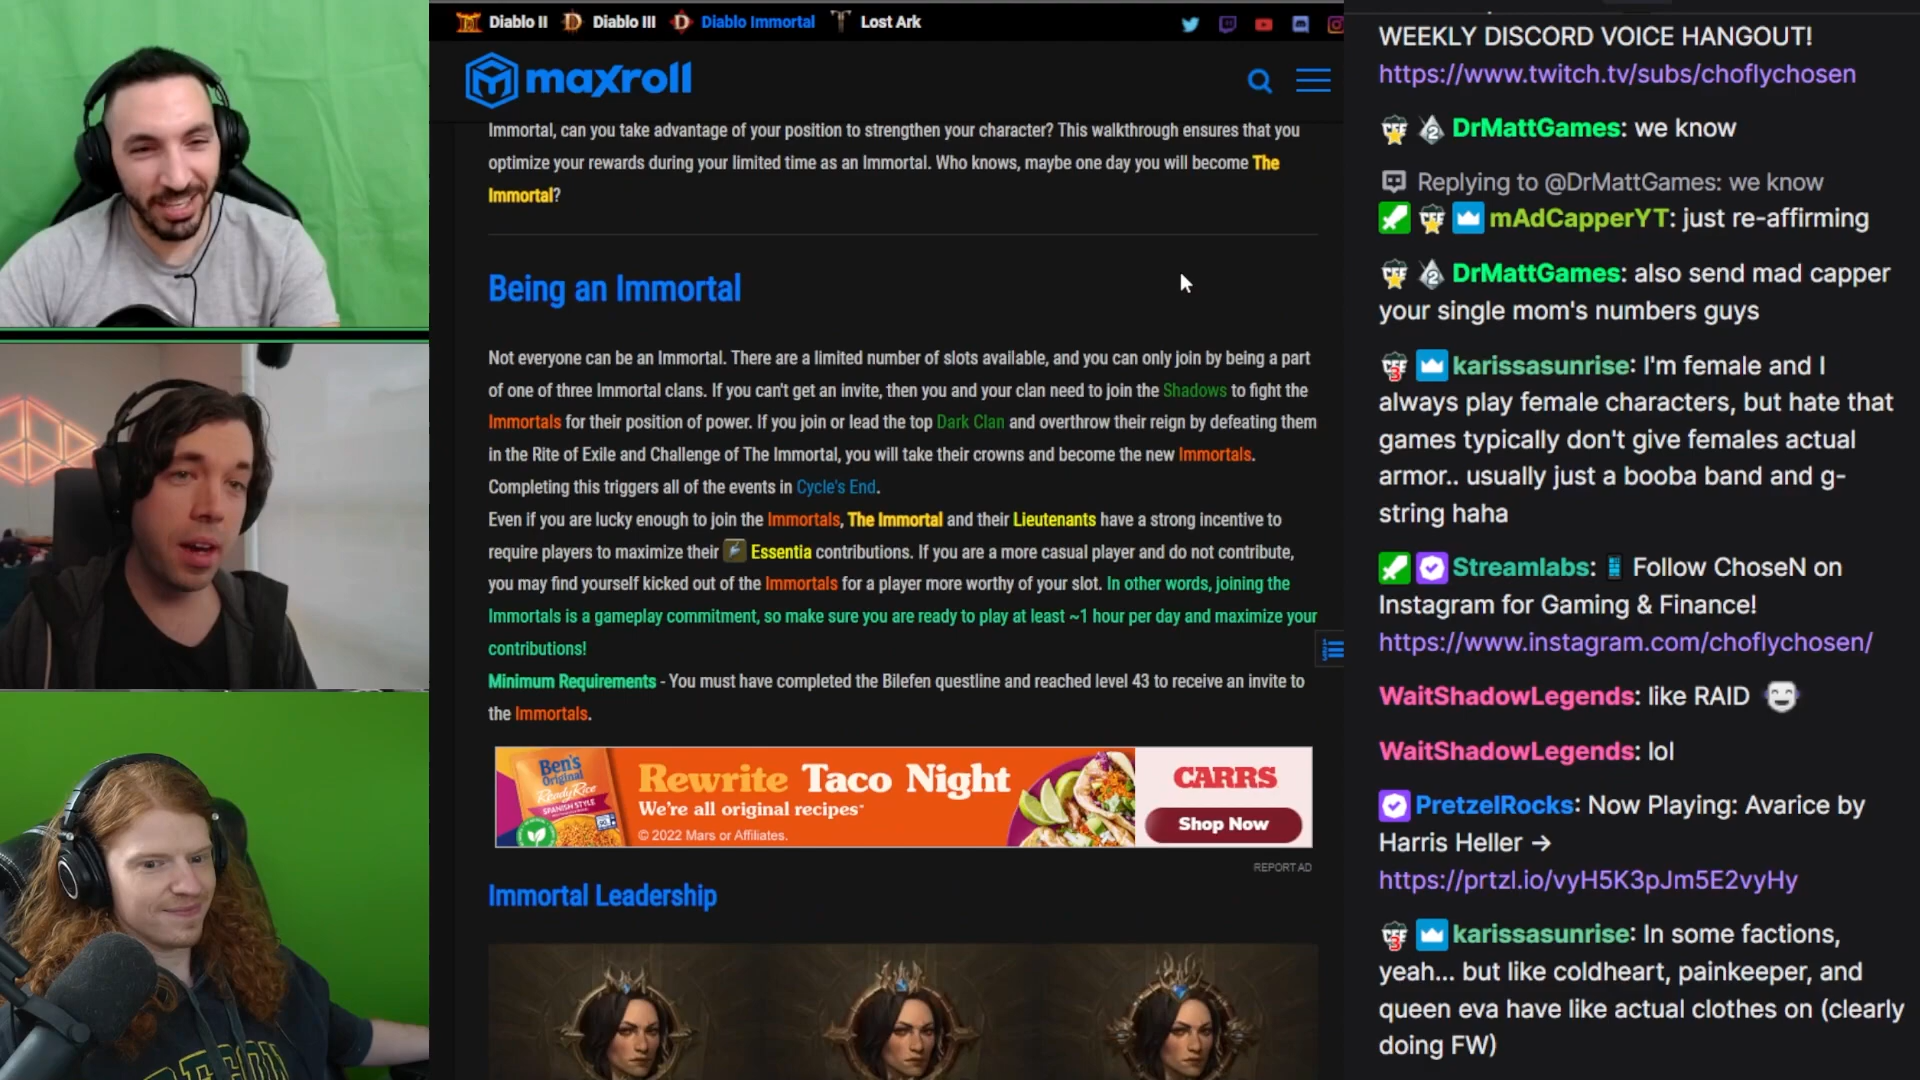 Diablo II Diablo III Diablo Immortal Lost Ark
maxroll
Immortal, can you take advantage of your position to strengthen your character? This walkthrough ensures that you
optimize your rewards during your limited time as an Immortal. Who knows, maybe one day you will become The
Immortal?
Being an Immortal
Not everyone can be an Immortal. There are a limited number of slots available, and you can only join by being a part
of one of three Immortal clans. If you can't get an invite, then you and your clan need to join the Shadows to fight the
Immortals for their position of power. If you join or lead the top Dark Clan and overthrow their reign by defeating them
in the Rite of Exile and Challenge of The Immortal, you will take their crowns and become the new Immortals.
Completing this triggers all of the events in Cycle's End.
Even if you are lucky enough to join the Immortals, The Immortal and their Lieutenants have a strong incentive to
require players to maximize their Essentia contributions. If you are a more casual player and do not contribute,
you may find yourself kicked out of the Immortals for a player more worthy of your slot. In other words, joining the
Immortals is a gameplay commitment, so make sure you are ready to play at least ~1 hour per day and maximize your
contributions!
Minimum Requirements - You must have completed the Bilefen questline and reached level 43 to receive an invite to
the Immortals.
Ben's
Original
ReadyRice
SPANISH STYLE
Rewrite Taco Night
We're all original recipes
© 2022 Mars or Affiliates.
CARRS
Shop Now
REPORT AD
Immortal Leadership
WEEKLY DISCORD VOICE HANGOUT!
https://www.twitch.tv/subs/choflychosen
DrMattGames: we know
Replying to @DrMattGames: we know
mAdCapperYT: just re-affirming
DrMattGames: also send mad capper
your single mom's numbers guys
karissasunrise: I'm female and I
always play female characters, but hate that
games typically don't give females actual
armor.. usually just a booba band and g-
string haha
Streamlabs: Follow ChoseN on
Instagram for Gaming & Finance!
https://www.instagram.com/choflychosen/
WaitShadowLegends: like RAID
WaitShadowLegends: lol
PretzelRocks: Now Playing: Avarice by
Harris Heller →
https://prtzl.io/vyH5K3pJm5E2vyHy
karissasunrise: In some factions,
yeah... but like coldheart, painkeeper, and
queen eva have like actual clothes on (clearly
doing FW)